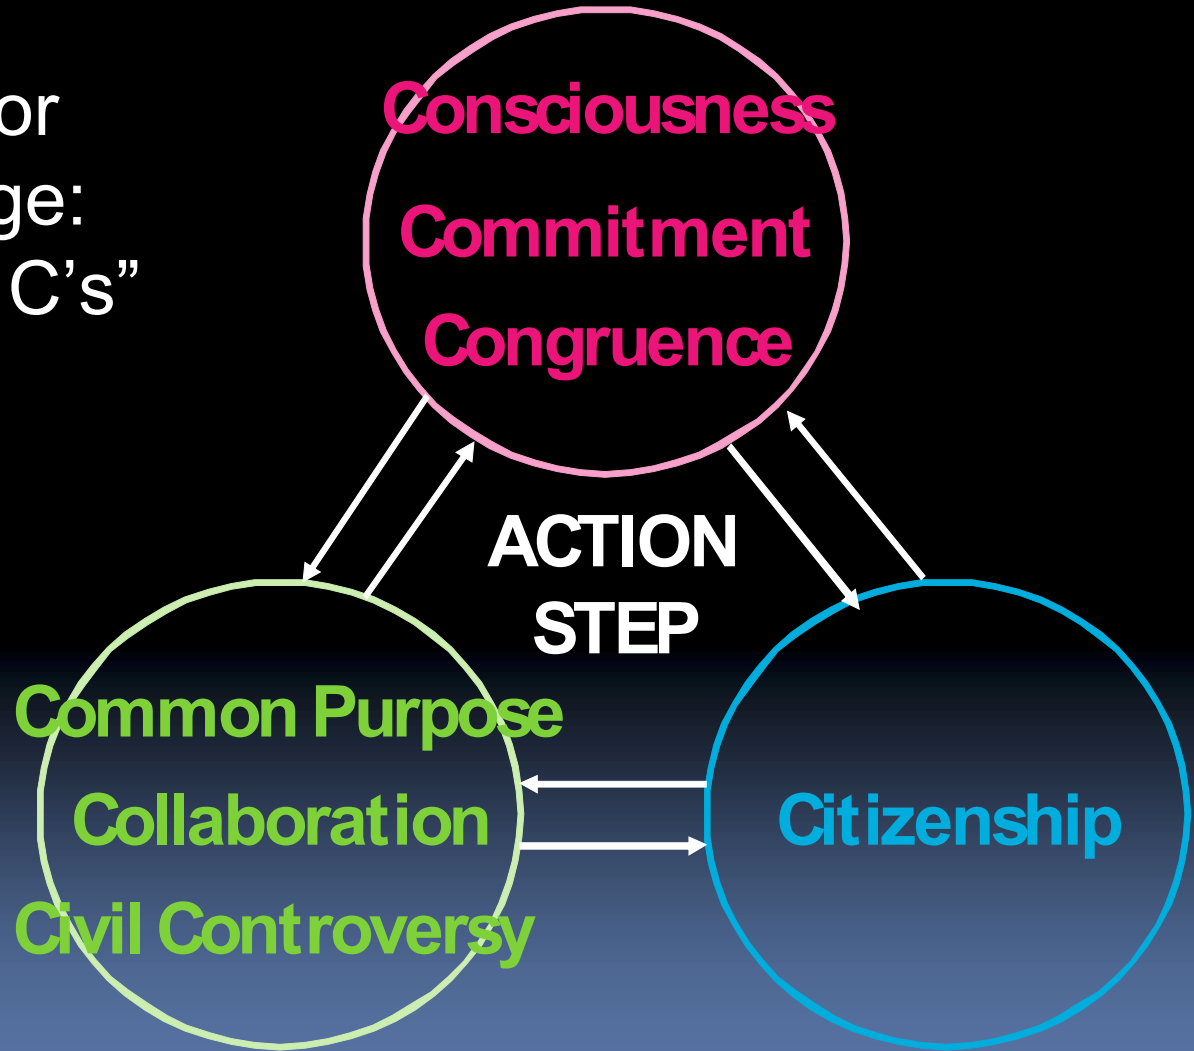 or
ge:
C’s”
Consciousness
Commitment
Congruence
ACTION
STEP
Common Purpose
Collaboration
Civil Controversy
Citizenship